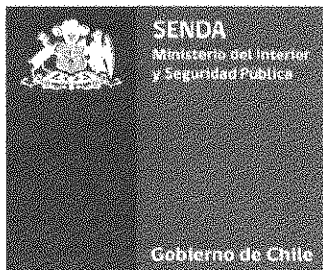 SENDA
Ministerio del Interior
y Seguridad Pública
Gobierno de Chile